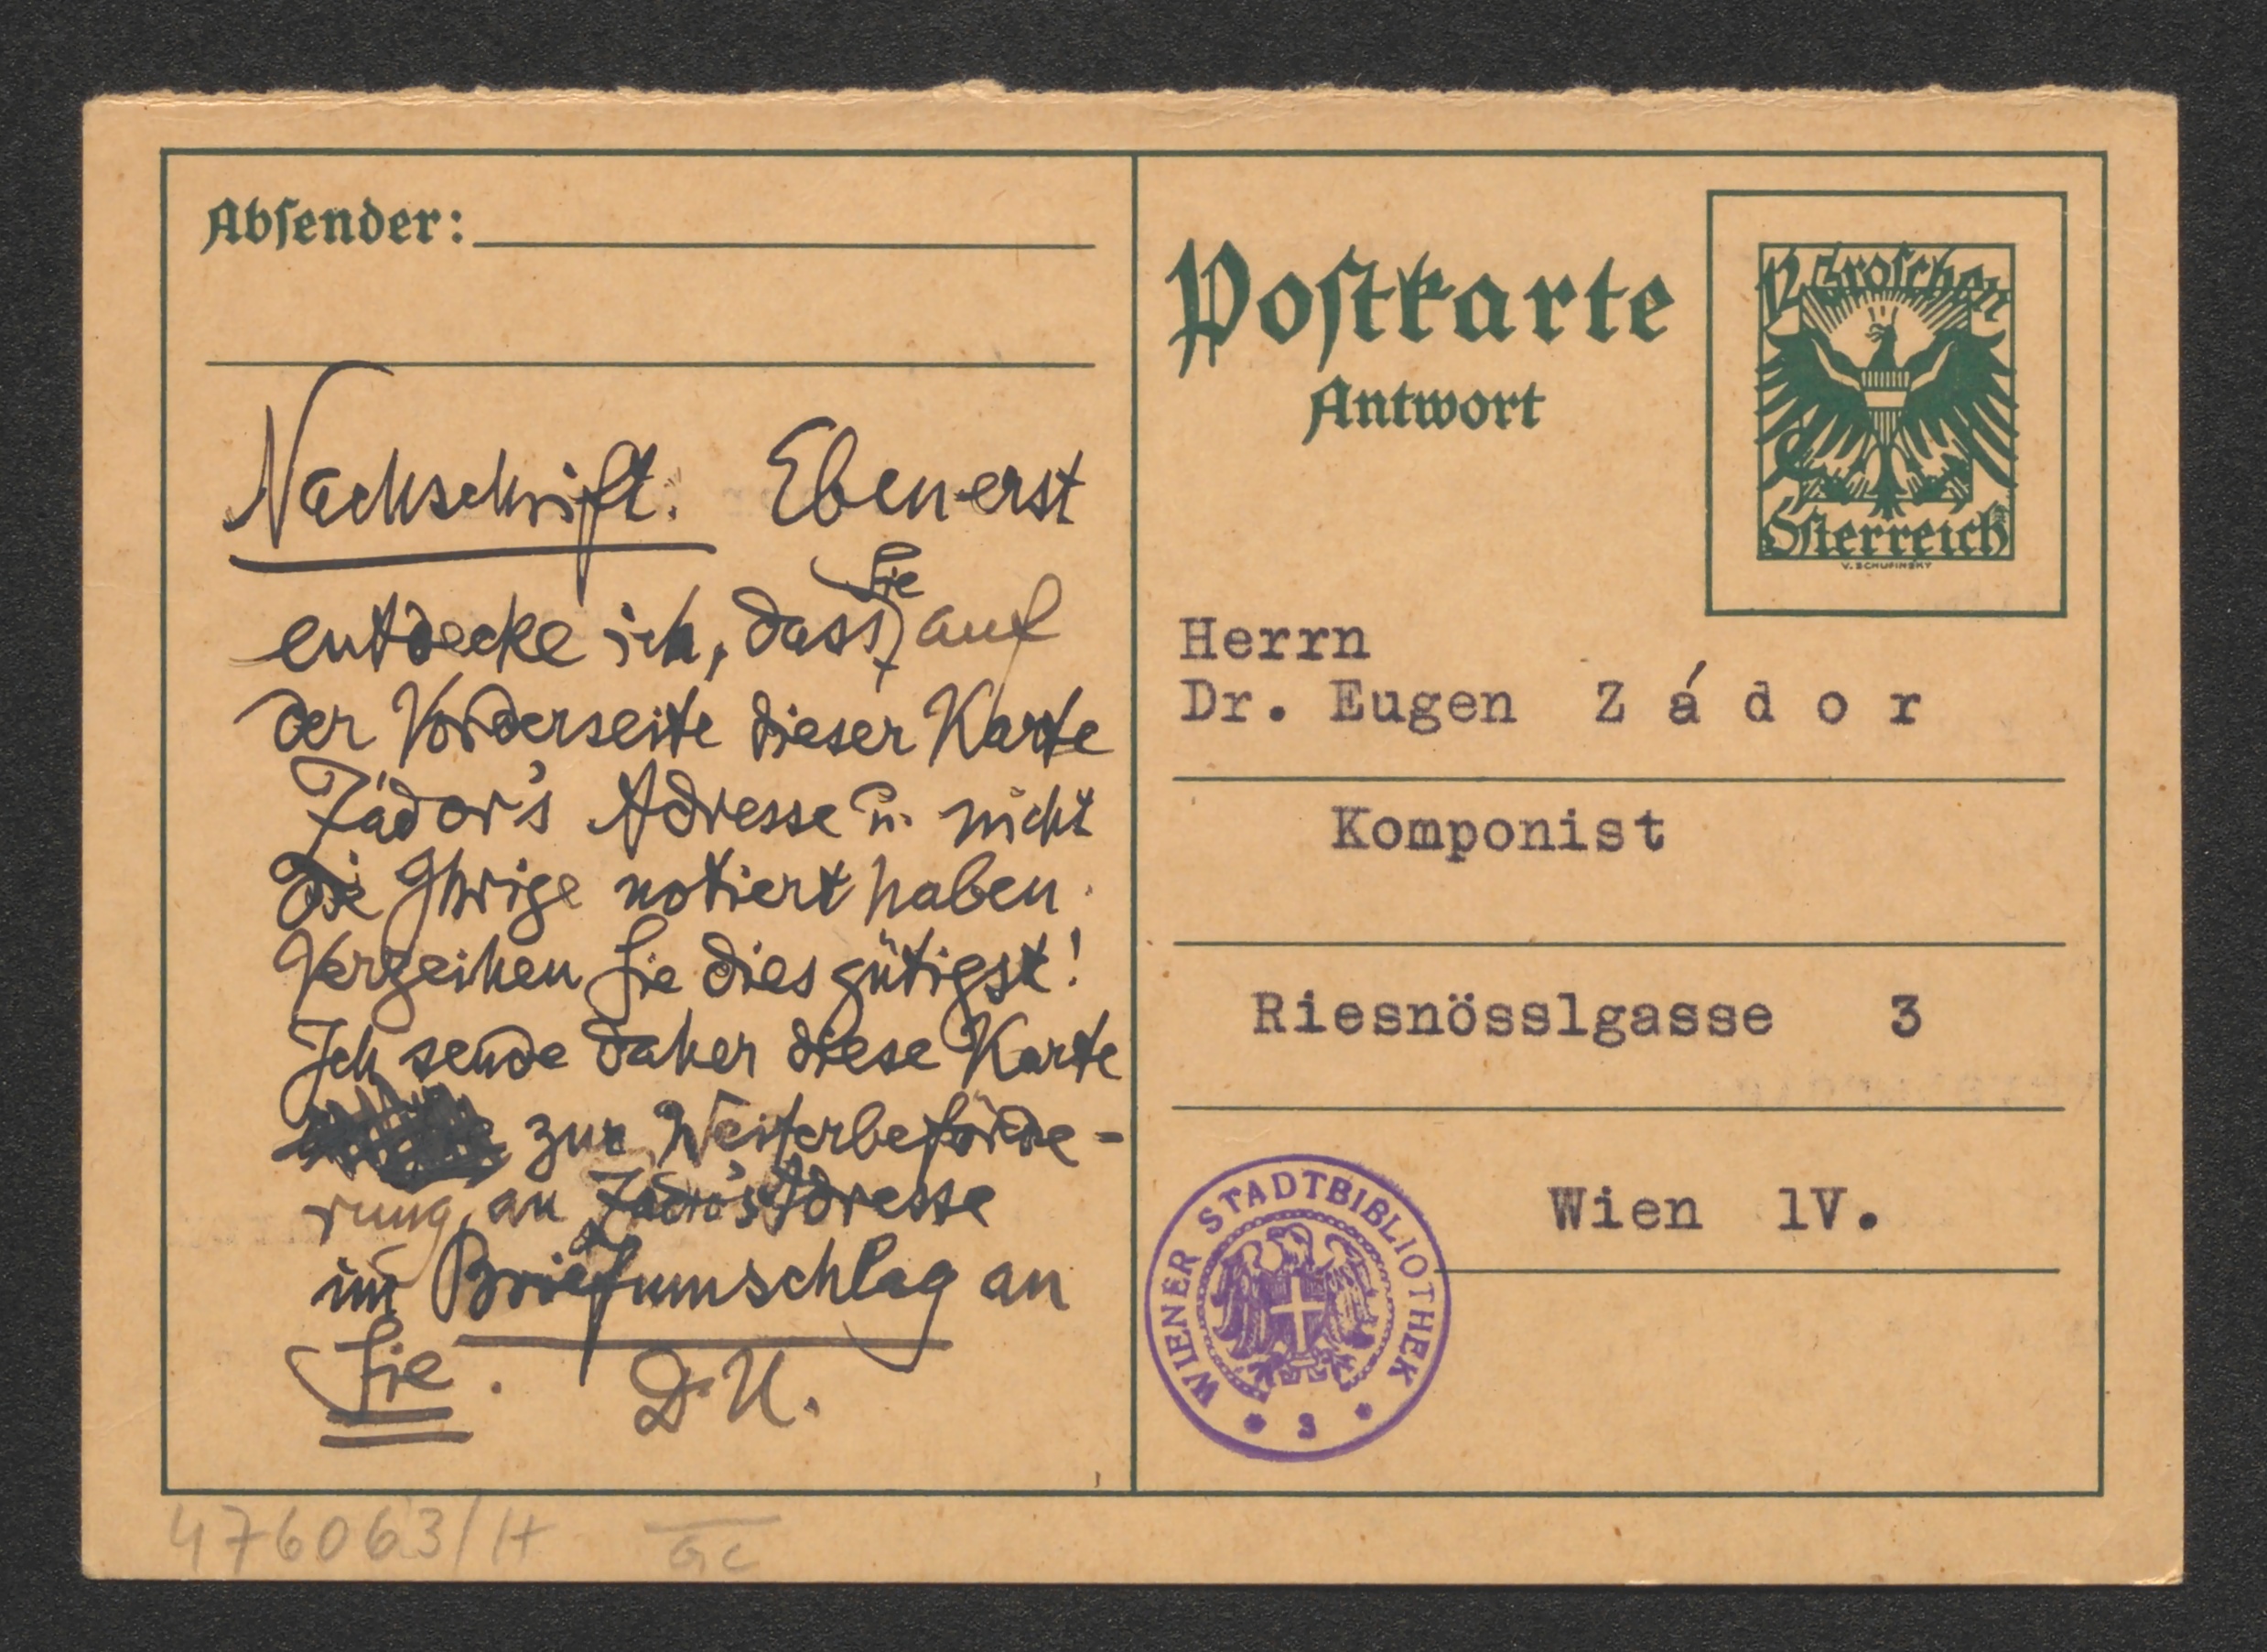 Absender:
Nachschrift. Eben erst
entdecke ich, dass Sie auf
der Vorderseite dieser Karte
Zádor's Adresse u. nicht
die Ihrige notiert haben.
Verzeihen Sie dies gütigst!
Ich sende daher diese Karte
zur Weiterbeförde-
rung an Zádor's Adresse
im Briefumschlag an
Sie. D. U.
Postkarte
Antwort
12 Groschen
Österreich
V. SCHUFINSKY
Herrn
Dr. Eugen Zádor
Komponist
Riesnösslgasse 3
Wien lV.
WIENER STADTBIBLIOTHEK
476063/H